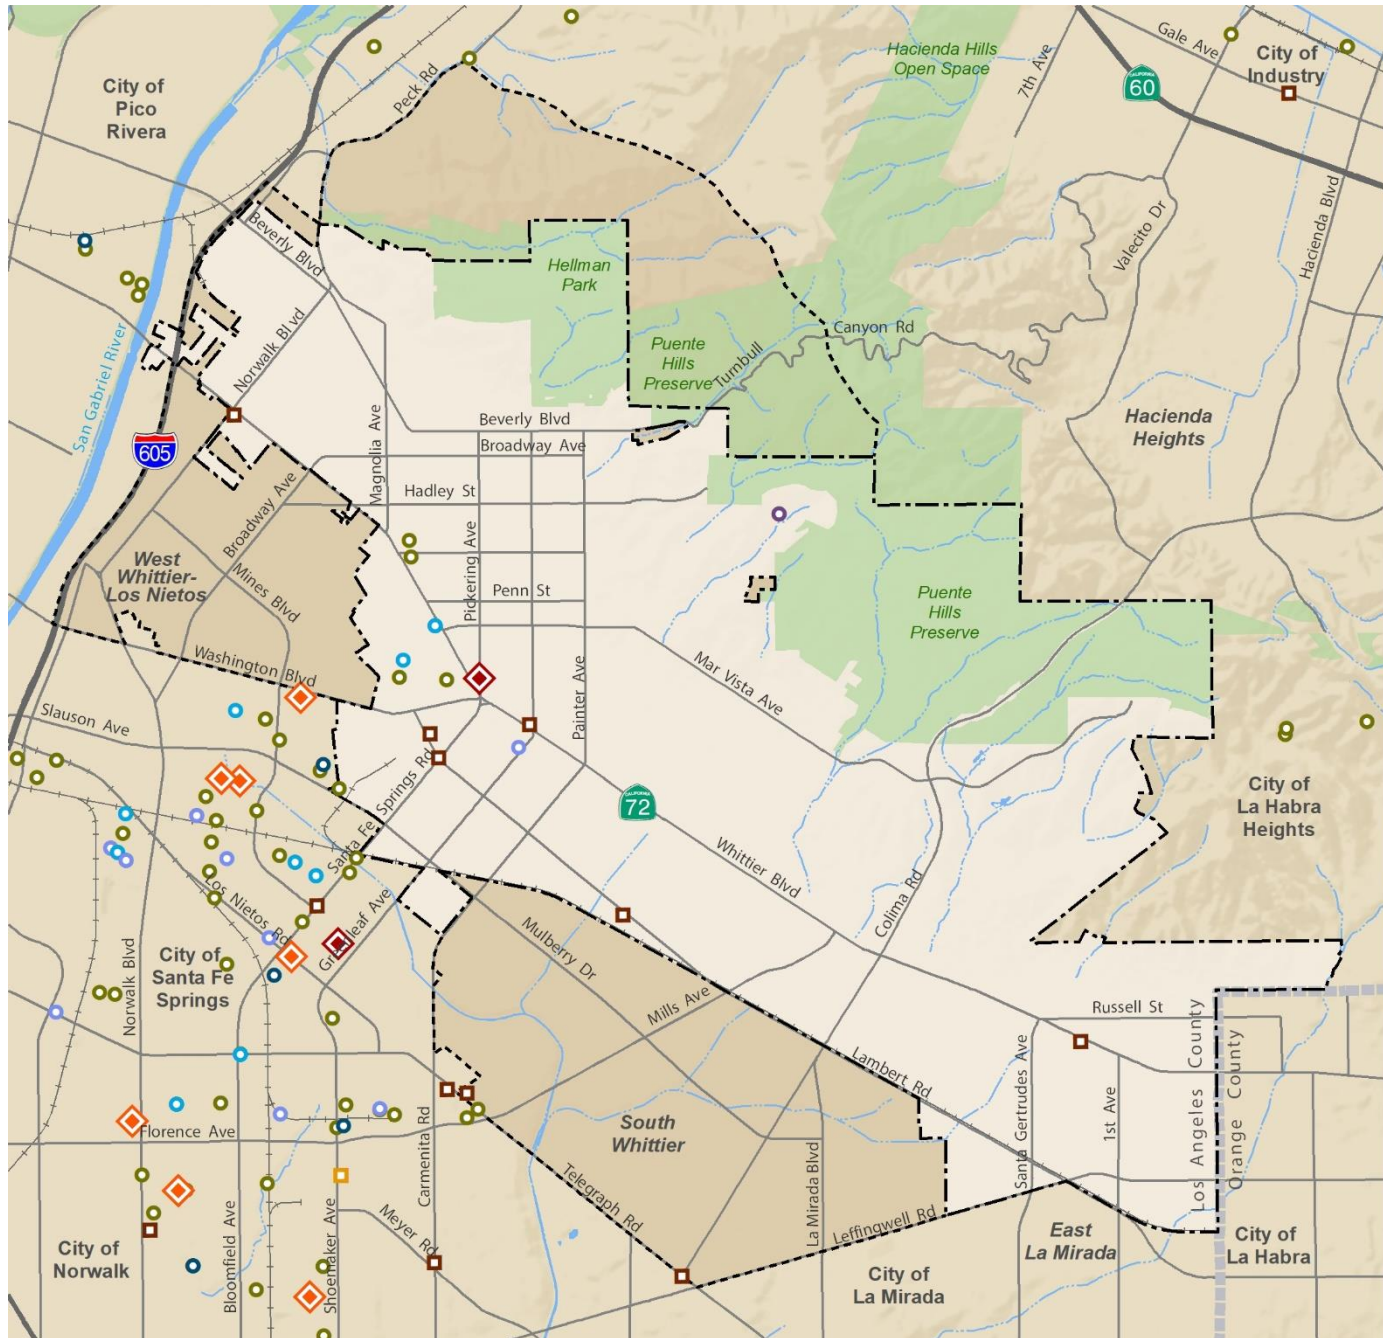 Hacienda Hills
Open Space
7th Ave
Gale Ave
City of
Industry
CALIFORNIA
60
City of
Pico
Rivera
Peck Rd
Beverly Blvd
Hellman
Park
Valecito Dr
Hacienda Blvd
Norwalk Blvd
San Gabriel River
Puente
Hills
Preserve
Turnbull
Canyon Rd
Hacienda
Heights
605
Magnolia Ave
Beverly Blvd
Broadway Ave
Hadley St
Broadway Ave
Pickering Ave
West
Whittier-
Los Nietos
Mines Blvd
Penn St
Puente
Hills
Preserve
Washington Blvd
Painter Ave
Mar Vista Ave
Slauson Ave
Santa Fe Springs Rd
CALIFORNIA
72
City of
La Habra
Heights
Whittier Blvd
Colima Rd
Los Nietos Rd
Greenleaf Ave
Mulberry Dr
City of
Santa Fe
Springs
Norwalk Blvd
Mills Ave
Russell St
Lambert Rd
Santa Gertrudes Ave
1st Ave
Los Angeles County
Orange County
Florence Ave
Carmenita Rd
South
Whittier
Telegraph Rd
La Mirada Blvd
Leffingwell Rd
Bloomfield Ave
Shoemaker Ave
Meyer Rd
City of
Norwalk
East
La Mirada
City of
La Habra
City of
La Mirada